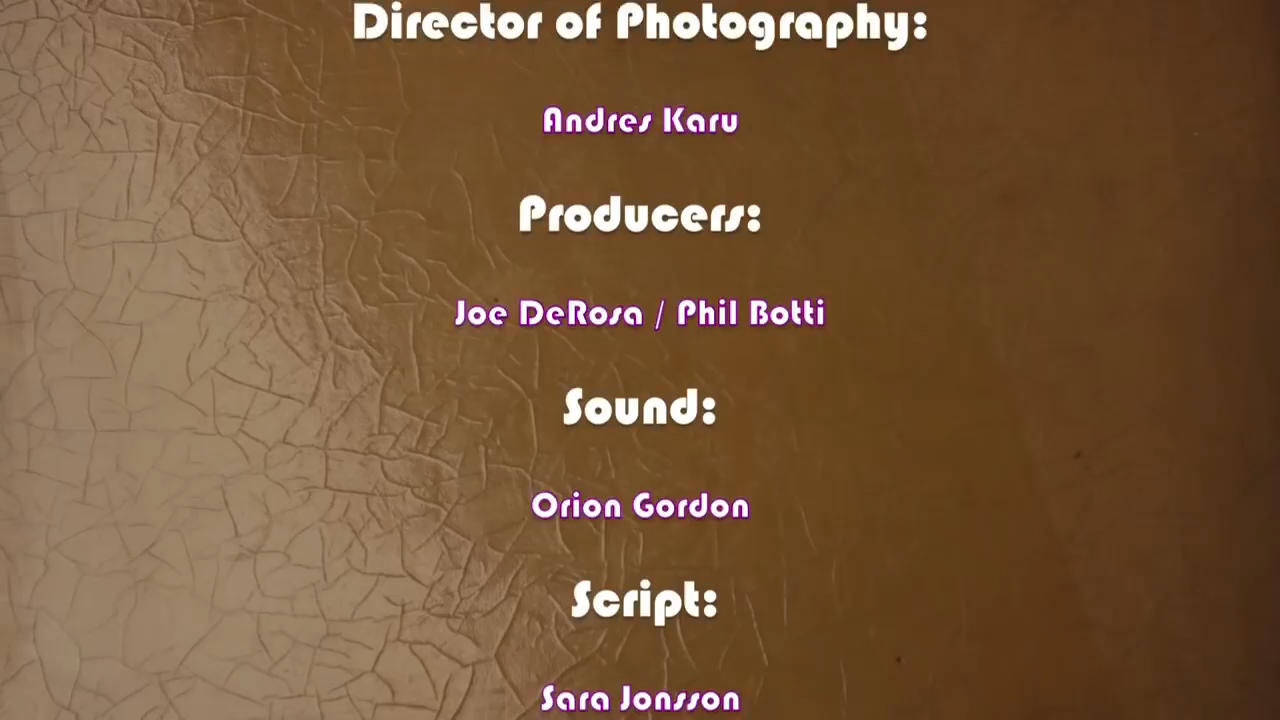 Director of Photography:
Andres Karu
Producers:
Joe DeRosa / Phil Botti
Sound:
Orion Gordon
Script:
Sara Jonsson